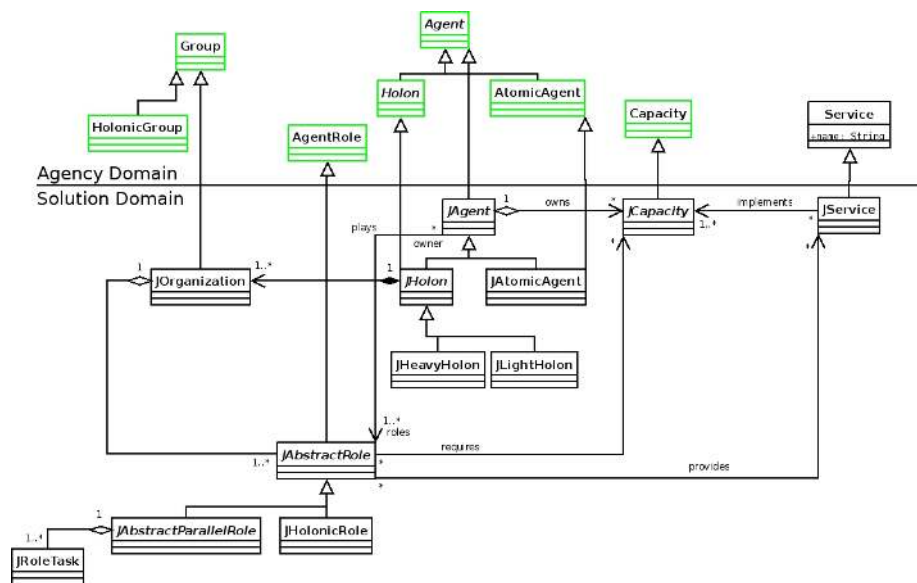 Agent
Group
Holon
AtomicAgent
HolonicGroup
AgentRole
Capacity
Service
+name: String
Agency Domain
Solution Domain
JAgent
1
owns
*
JCapacity
implements
JService
plays
*
1..*
*
owner
*
*
1
JOrganization
1..*
1
JHolon
JAtomicAgent
JHeavyHolon
JLightHolon
1..*
roles
1..*
JAbstractRole
*
requires
*
provides
1
JAbstractParallelRole
JHolonicRole
1..*
JRoleTask